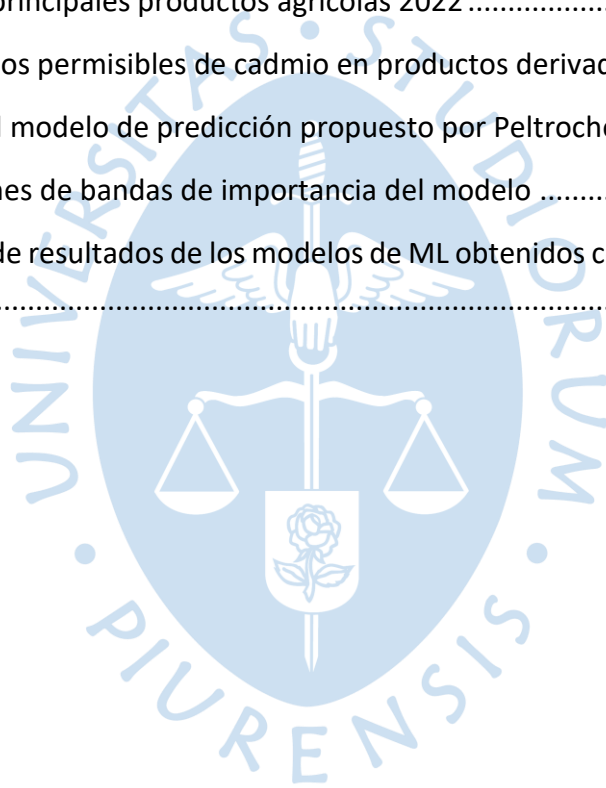 principales productos agrícolas 2022....................
os permisibles de cadmio en productos derivad
l modelo de predicción propuesto por Peltroche
nes de bandas de importancia del modelo ..........
de resultados de los modelos de ML obtenidos c
................................................................................
UNIVERSITAS • STUDIORUM • PIURENSIS •